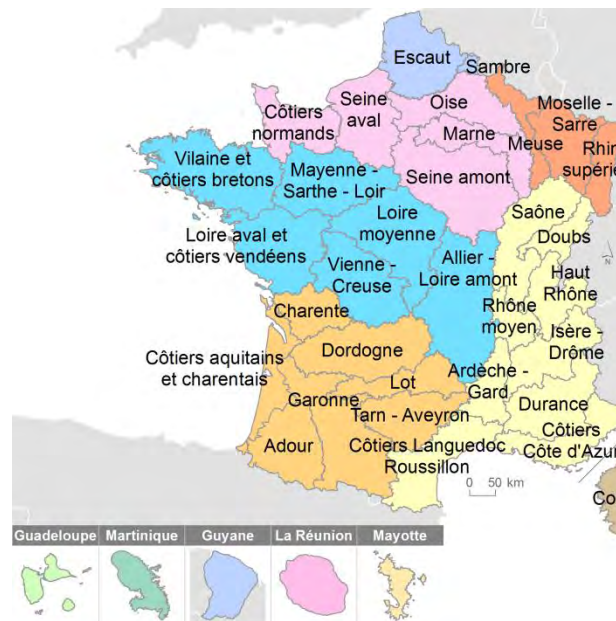 Escaut
Sambre
Côtiers
normands
Seine
aval
Oise
Marne
Seine amont
Meuse
Moselle -
Sarre
Rhin
Vilaine et
côtiers bretons
Mayenne -
Sarthe - Loir
Loire
moyenne
Loire aval et
côtiers vendéens
Vienne -
Creuse
Allier -
Loire amont
Saône
Doubs
Haut
Rhône
Rhône
moyen
Isère -
Drôme
Charente
Côtiers aquitains
et charentais
Dordogne
Lot
Garonne
Tarn - Aveyron
Adour
Ardèche -
Gard
Durance
Côtiers
Côte d'Azur
Côtiers Languedoc
Roussillon
N
0 50 km
Guadeloupe
Martinique
Guyane
La Réunion
Mayotte